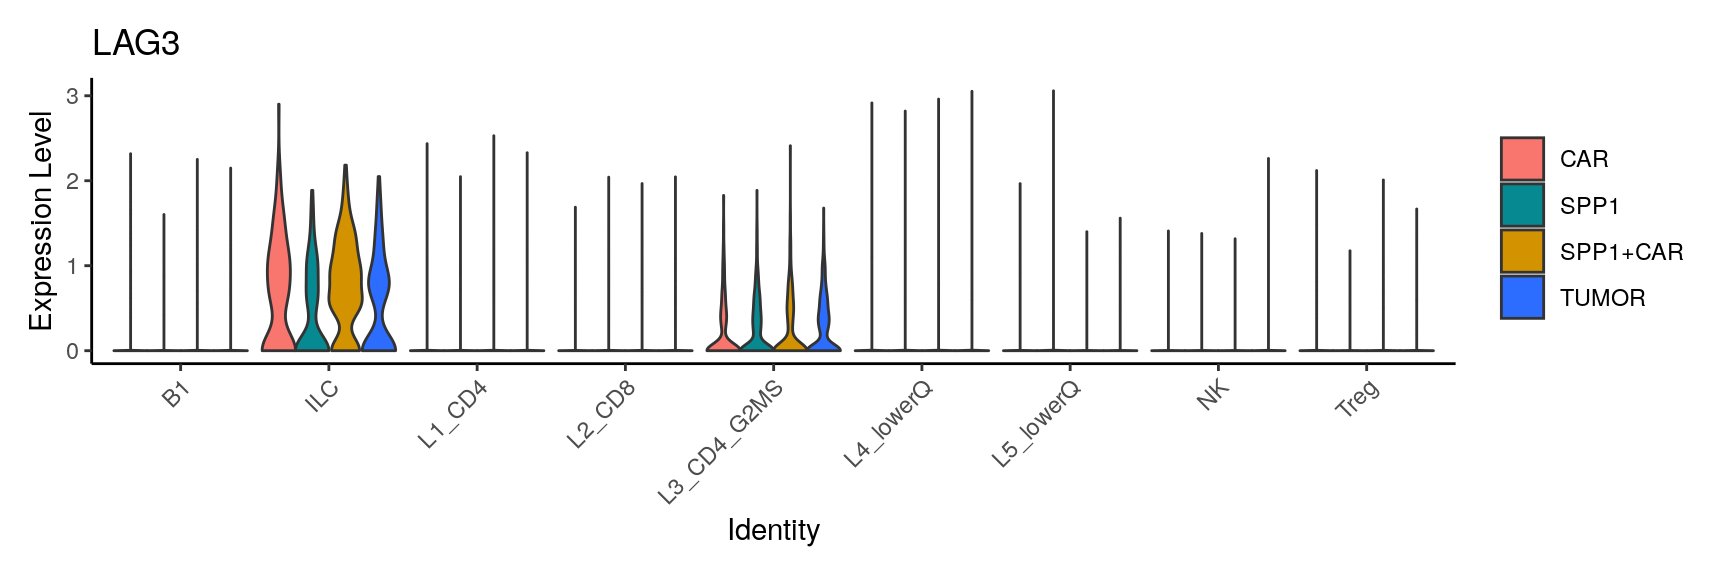 LAG3
Expression Level
3
2
1
0
B1
ILC
L1_CD4
L2_CD8
L3_CD4_G2MS
L4_lowerQ
L5_lowerQ
NK
Treg
Identity
CAR
SPP1
SPP1+CAR
TUMOR